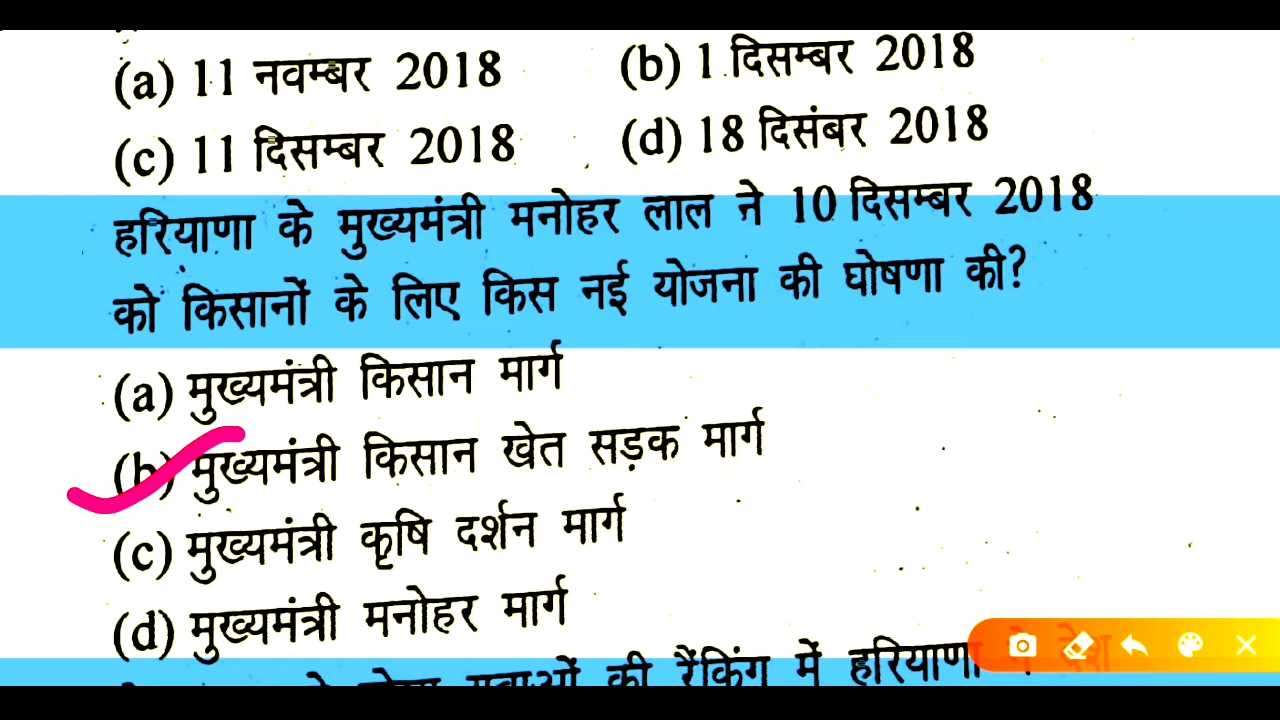 (a) 11 नवम्बर 2018 (b) 1 दिसम्बर 2018
(c) 11 दिसम्बर 2018 (d) 18 दिसंबर 2018
हरियाणा के मुख्यमंत्री मनोहर लाल ने 10 दिसम्बर 2018
को किसानों के लिए किस नई योजना की घोषणा की?
(a) मुख्यमंत्री किसान मार्ग
(b) मुख्यमंत्री किसान खेत सड़क मार्ग
(c) मुख्यमंत्री कृषि दर्शन मार्ग
(d) मुख्यमंत्री मनोहर मार्ग
की रैंकिंग में हरियाणा